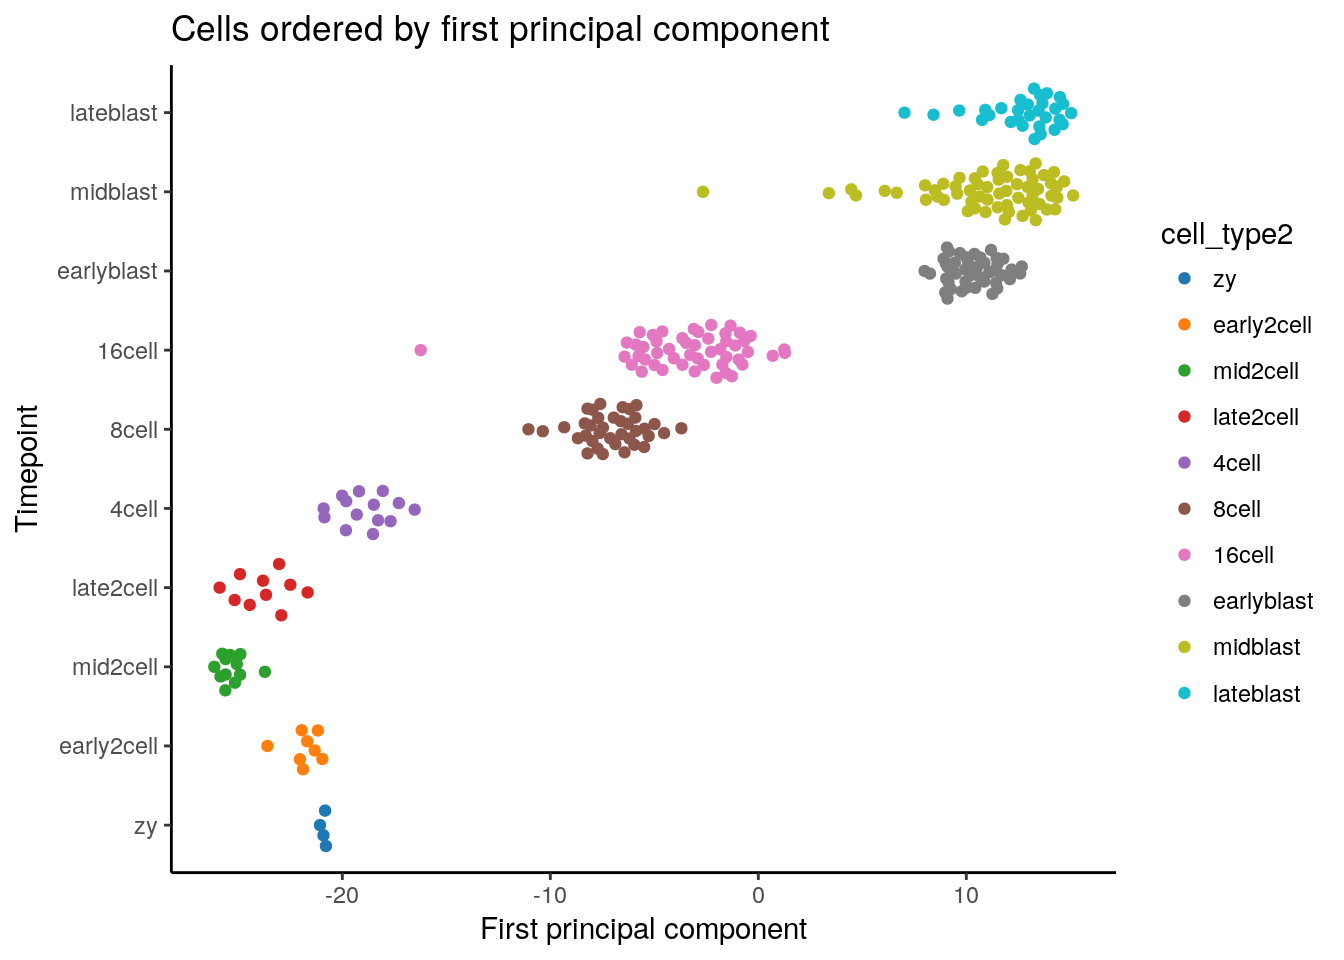 Cells ordered by first principal component
Timepoint
lateblast
midblast
earlyblast
16cell
8cell
4cell
late2cell
mid2cell
early2cell
zy
-20 -10 0 10
First principal component
cell_type2
zy
early2cell
mid2cell
late2cell
4cell
8cell
16cell
earlyblast
midblast
lateblast